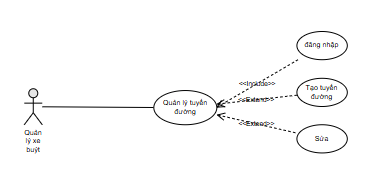 đăng nhập
<<Include>>
Tạo tuyến
đường
<<Extend>>
Quản lý tuyến
đường
<<Extend>>
Sửa
Quản
lý xe
buýt